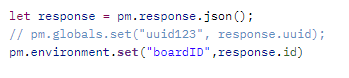 let response = pm.response.json();
// pm.globals.set("uuid123", response.uuid);
pm.environment.set("boardID",response.id)